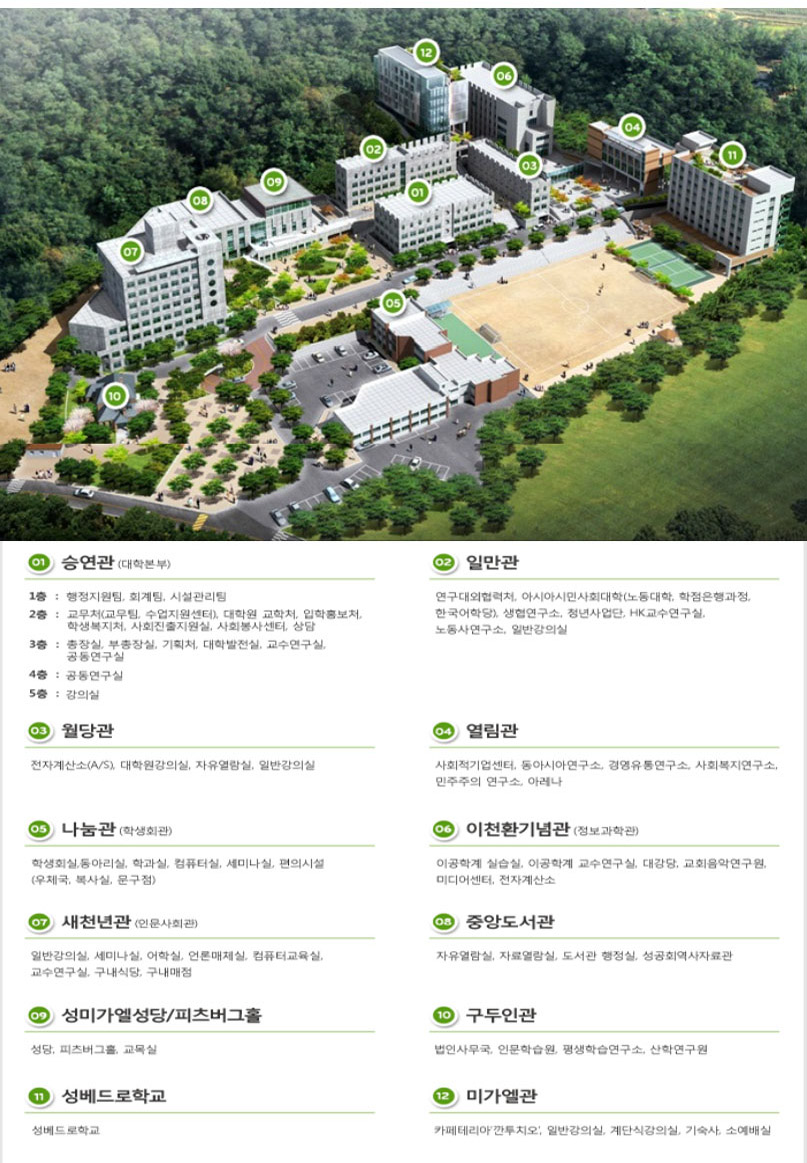 12
06
04
02
11
03
09
01
08
07
05
10
01 승연관 (대학본부)
1층 : 행정지원팀, 회계팀, 시설관리팀
2층 : 교무처(교무팀, 수업지원센터), 대학원 교학처, 입학홍보처,
학생복지처, 사회진출지원실, 사회봉사센터, 상담
3층 : 총장실, 부총장실, 기획처, 대학발전실, 교수연구실,
공동연구실
4층 : 공동연구실
5층 : 강의실
02 일만관
연구대외협력처, 아시아시민사회대학(노동대학, 학점은행과정,
한국어학당), 생협연구소, 청년사업단, HK교수연구실,
노동사연구소, 일반강의실
03 월당관
전자계산소(A/S), 대학원강의실, 자유열람실, 일반강의실
04 열림관
사회적기업센터, 동아시아연구소, 경영유통연구소, 사회복지연구소,
민주주의 연구소, 아레나
05 나눔관 (학생회관)
학생회실,동아리실, 학과실, 컴퓨터실, 세미나실, 편의시설
(우체국, 복사실, 문구점)
06 이천환기념관 (정보과학관)
이공학계 실습실, 이공학계 교수연구실, 대강당, 교회음악연구원,
미디어센터, 전자계산소
07 새천년관 (인문사회관)
일반강의실, 세미나실, 어학실, 언론매체실, 컴퓨터교육실,
교수연구실, 구내식당, 구내매점
08 중앙도서관
자유열람실, 자료열람실, 도서관 행정실, 성공회역사자료관
09 성미가엘성당/피츠버그홀
성당, 피츠버그홀, 교목실
10 구두인관
법인사무국, 인문학습원, 평생학습연구소, 산학연구원
11 성베드로학교
성베드로학교
12 미가엘관
카페테리아'깐투치오', 일반강의실, 계단식강의실, 기숙사, 소예배실